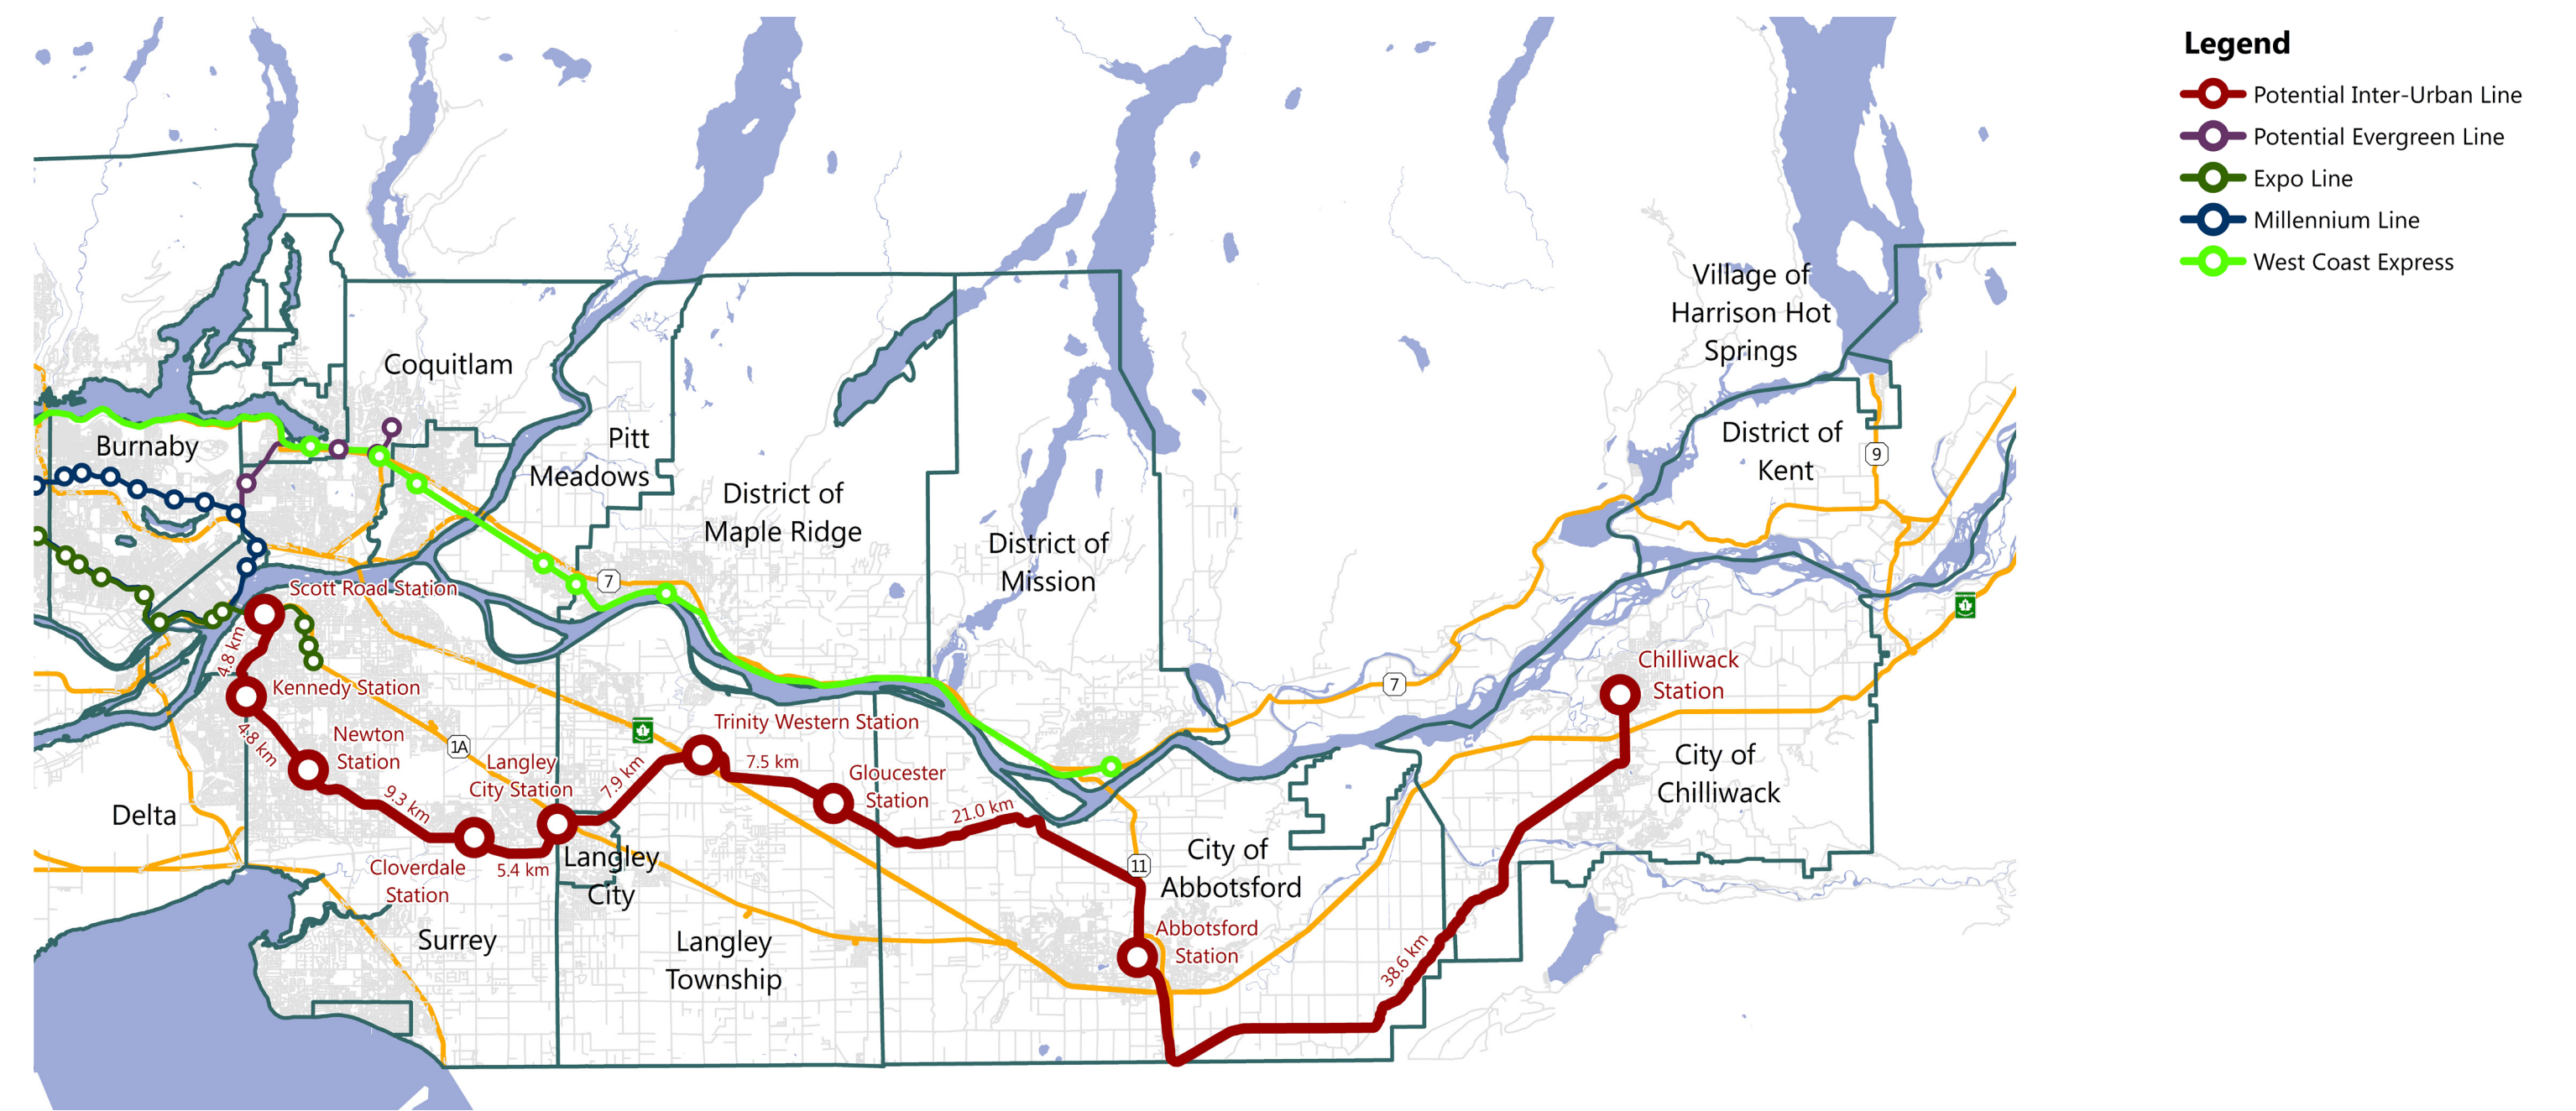 Legend
Potential Inter-Urban Line
Potential Evergreen Line
Expo Line
Millennium Line
West Coast Express
Village of
Harrison Hot
Springs
Coquitlam
Burnaby
Pitt
Meadows
District of
Kent
9
District of
Maple Ridge
District of
Mission
7
Scott Road Station
1
4.8 km
Kennedy Station
Chilliwack
Station
7
Trinity Western Station
1
Newton
Station
4.8 km
1A
Langley
City Station
7.9 km
7.5 km
Gloucester
Station
City of
Chilliwack
Delta
9.3 km
21.0 km
Cloverdale
Station
5.4 km
Langley
City
11
City of
Abbotsford
Surrey
Langley
Township
Abbotsford
Station
38.6 km